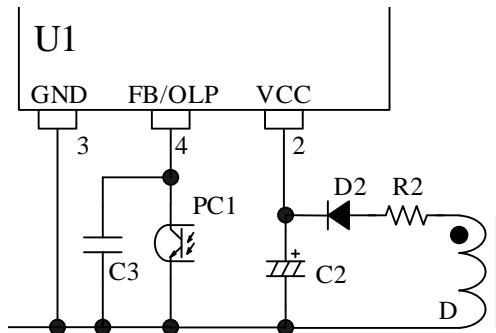 U1
GND FB/OLP VCC
3 4 2
D2 R2
PC1
+
C3 C2
D